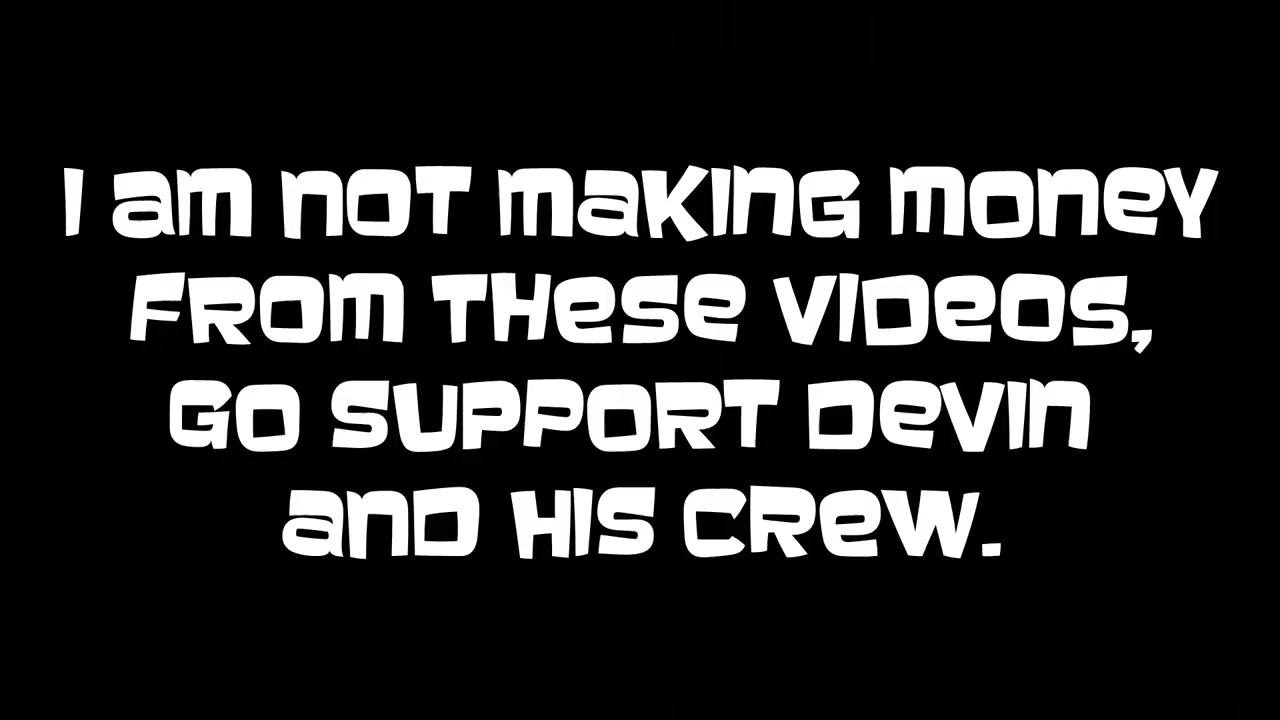 I am not making money
from these videos,
go support Devin
and his crew.